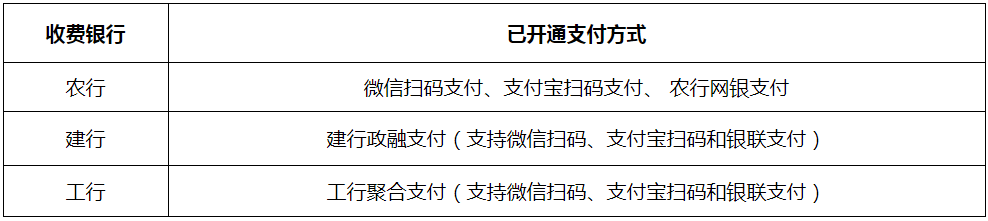 收费银行 已开通支付方式
农行 微信扫码支付、支付宝扫码支付、 农行网银支付
建行 建行政融支付（支持微信扫码、支付宝扫码和银联支付）
工行 工行聚合支付（支持微信扫码、支付宝扫码和银联支付）